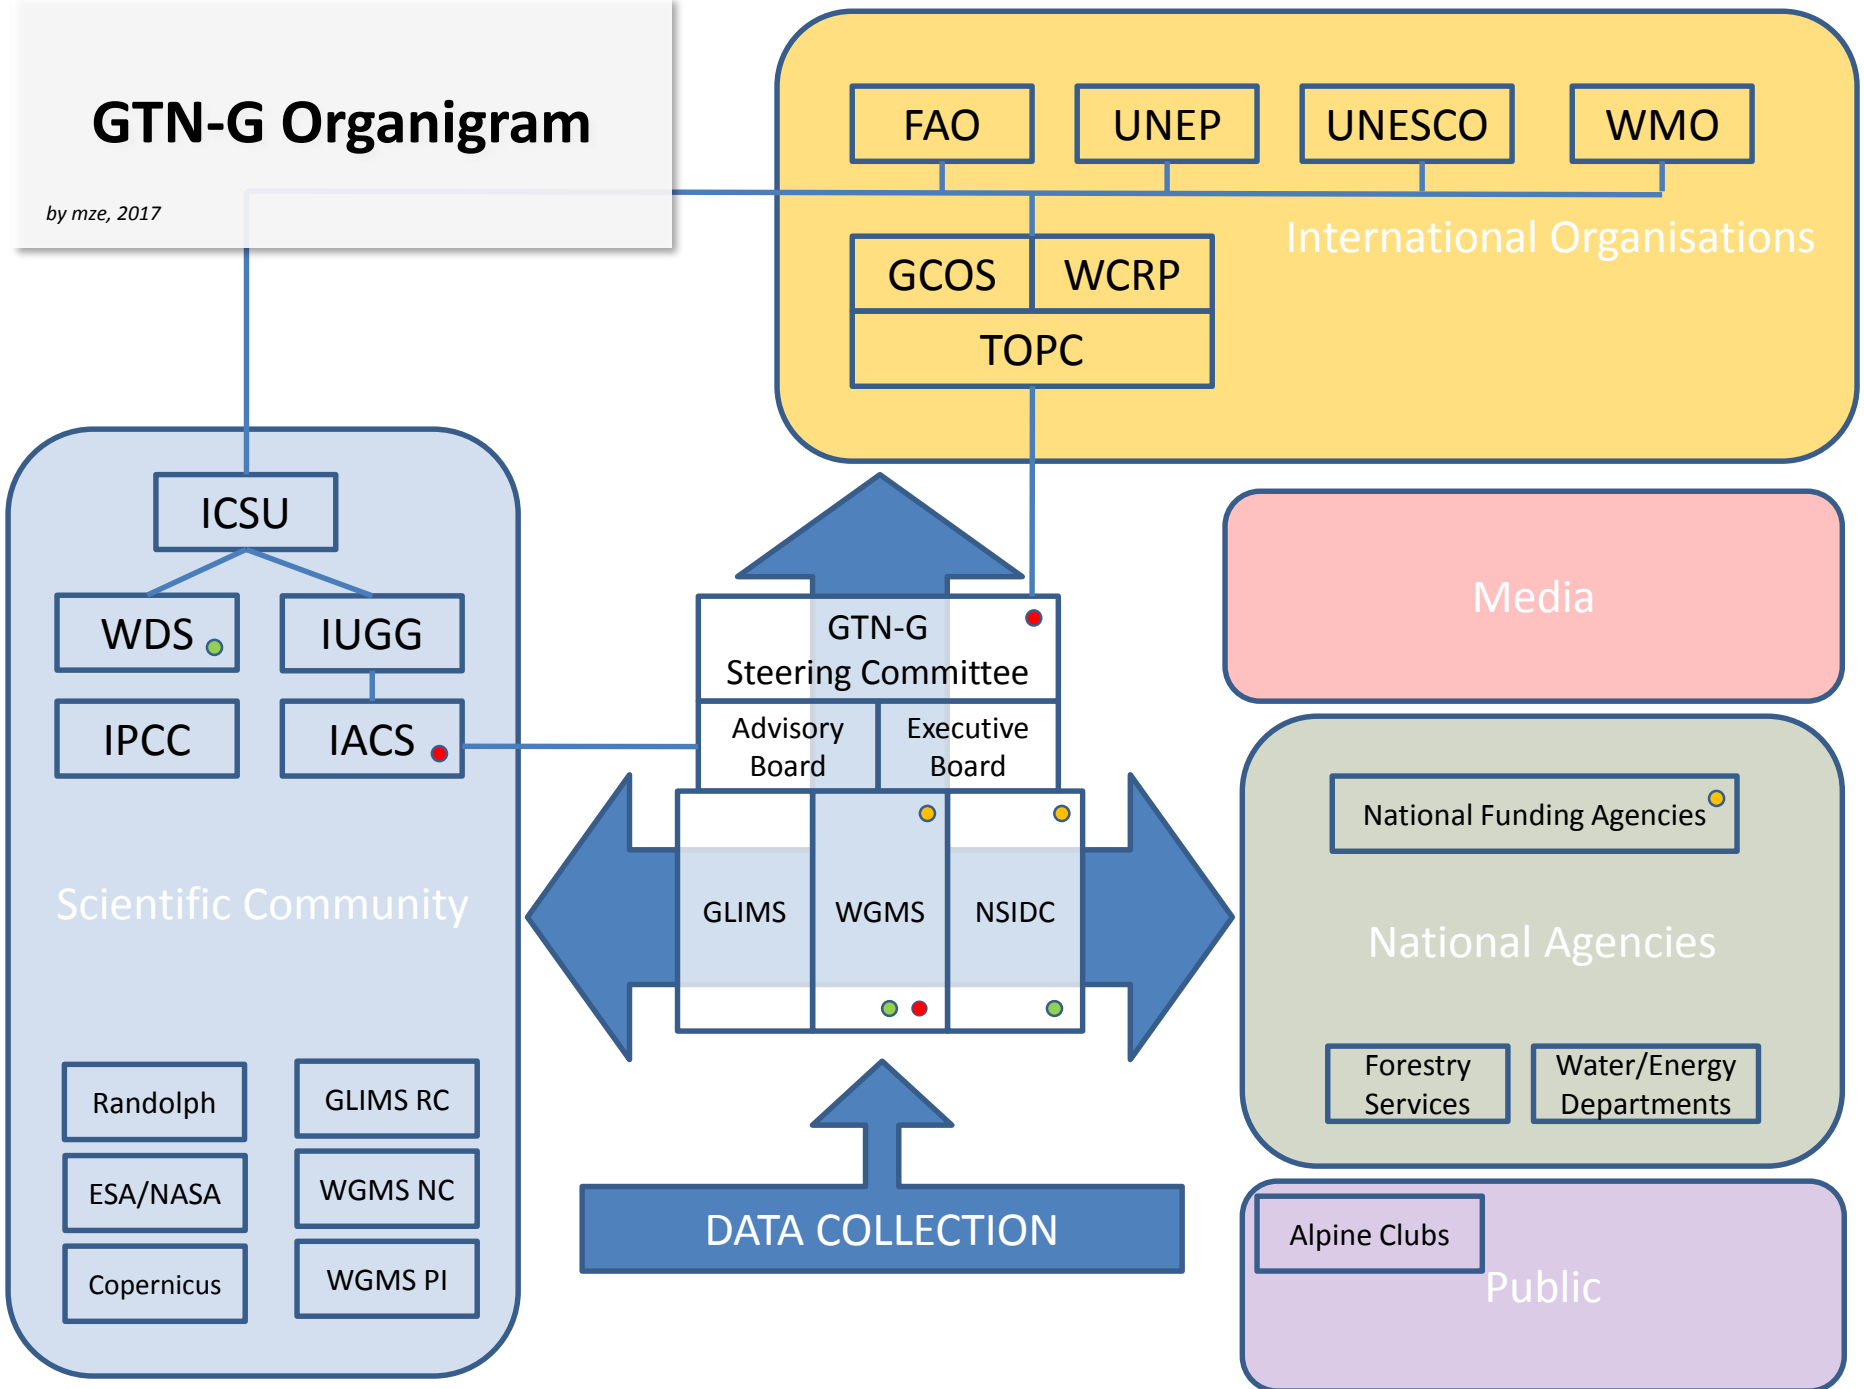 GTN-G Organigram
by mze, 2017
FAO
UNEP
UNESCO
WMO
International Organisations
GCOS
WCRP
TOPC
ICSU
WDS
IUGG
IPCC
IACS
Scientific Community
Randolph
GLIMS RC
ESA/NASA
WGMS NC
Copernicus
WGMS PI
GTN-G
Steering Committee
Advisory
Board
Executive
Board
GLIMS
WGMS
NSIDC
DATA COLLECTION
Media
National Funding Agencies
National Agencies
Forestry
Services
Water/Energy
Departments
Alpine Clubs
Public